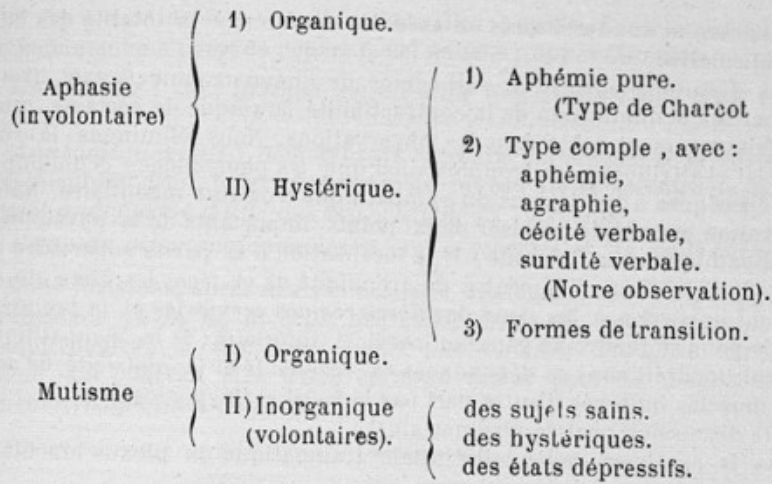 1) Organique.
Aphasie
(involontaire)
II) Hystérique.
1) Aphémie pure.
(Type de Charcot
2) Type comple , avec :
aphémie,
agraphie,
cécité verbale,
surdité verbale.
(Notre observation).
3) Formes de transition.
Mutisme
I) Organique.
II) Inorganique
(volontaires).
des sujets sains.
des hystériques.
des états dépressifs.